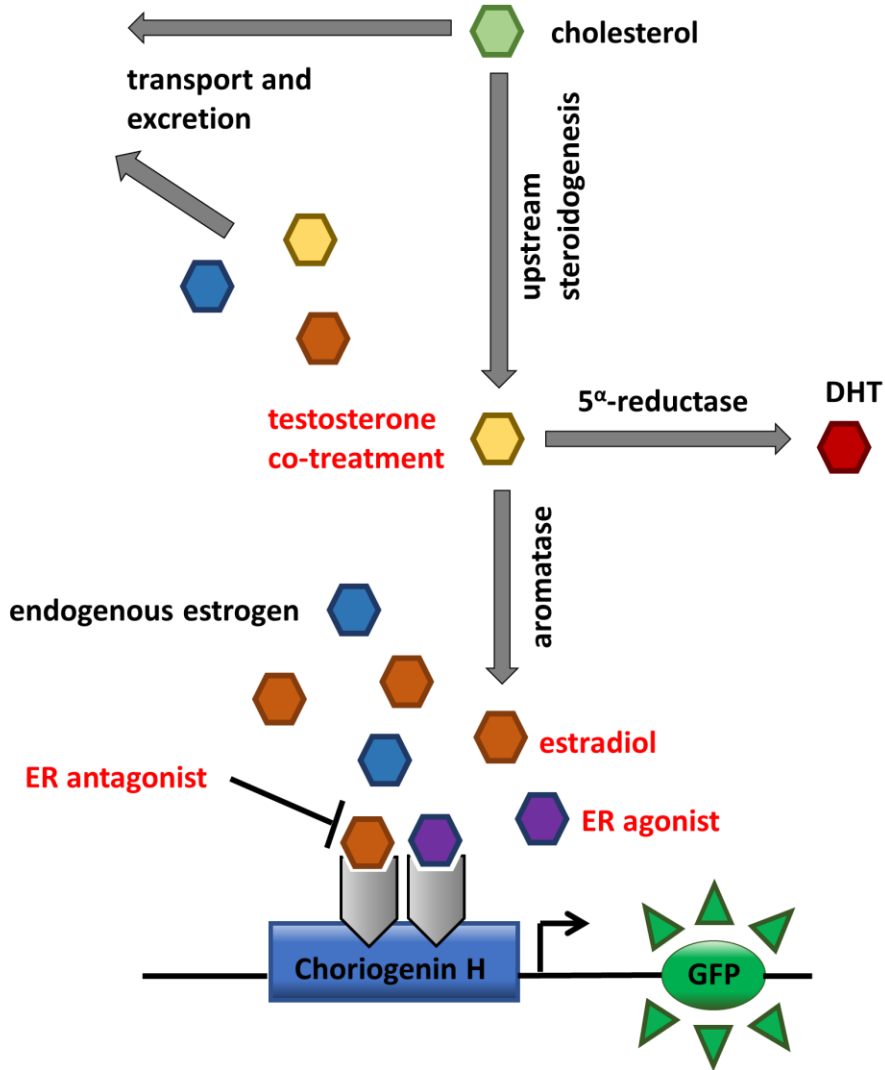 cholesterol
transport and
excretion
upstream
steroidogenesis
testosterone
co-treatment
5α-reductase
DHT
aromatase
endogenous estrogen
estradiol
ER antagonist
ER agonist
Choriogenin H
GFP